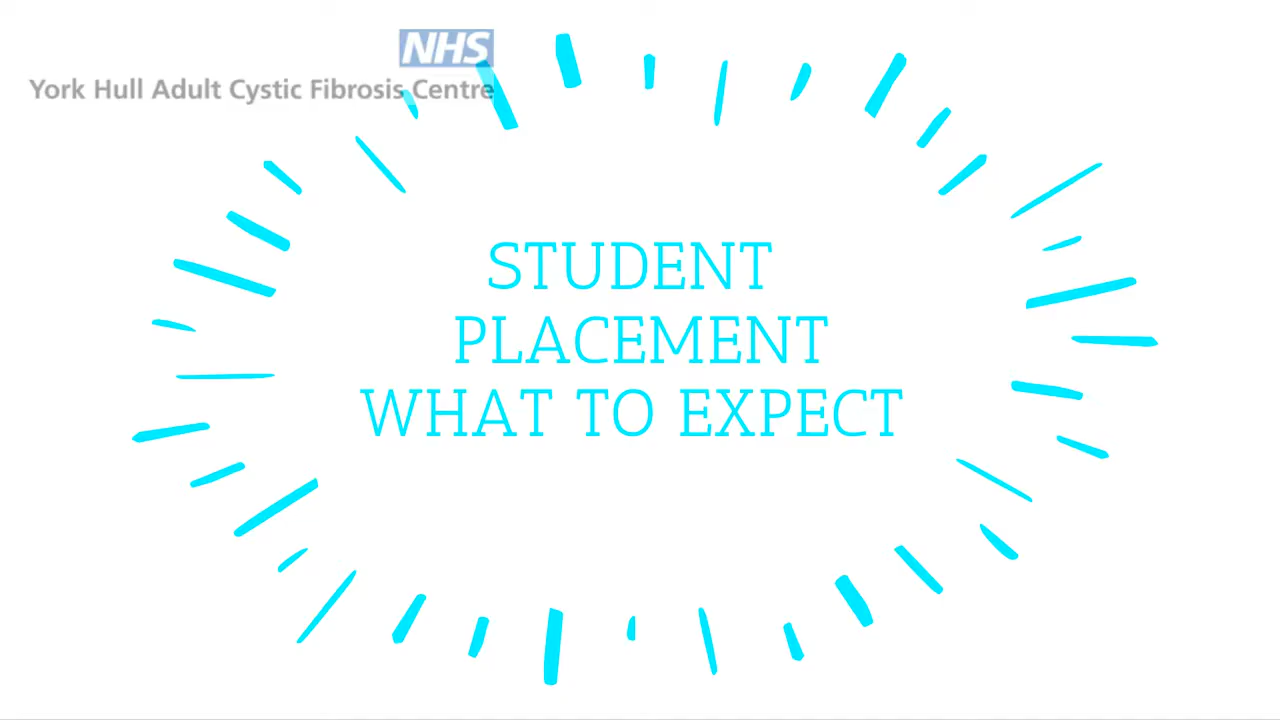 NHS
York Hull Adult Cystic Fibrosis Centre
STUDENT
PLACEMENT
WHAT TO EXPECT